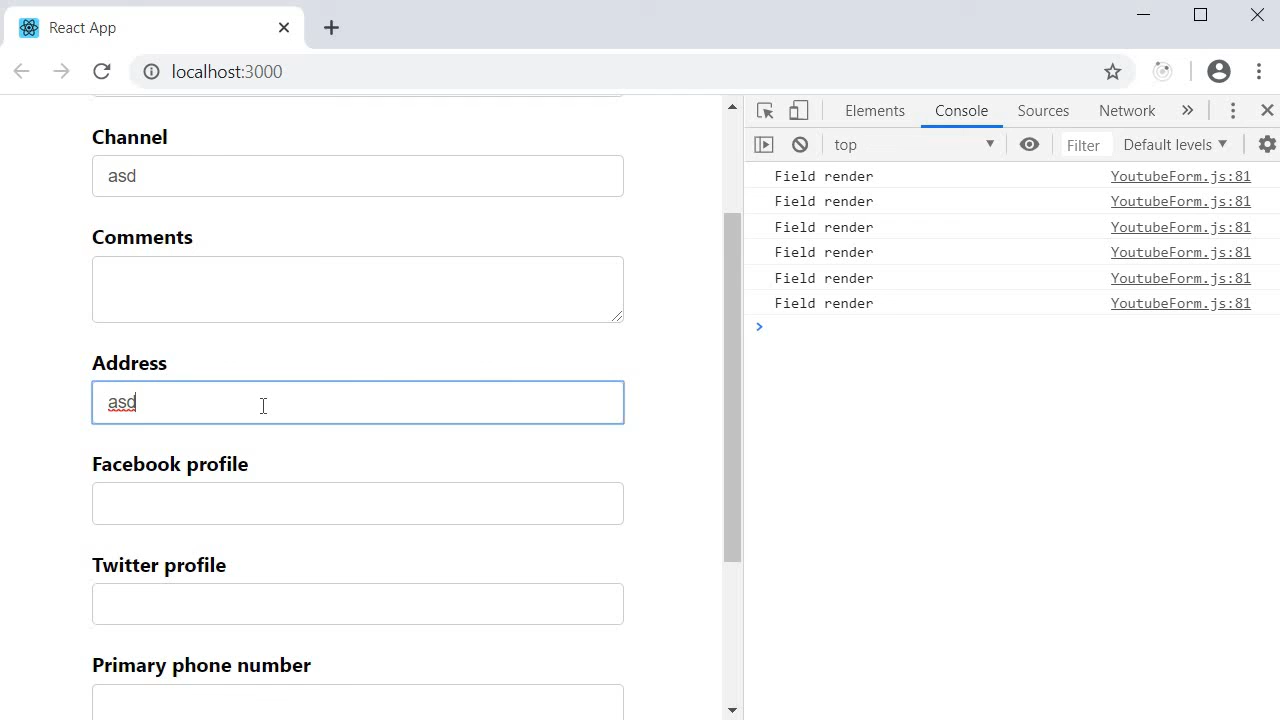 React App
localhost:3000
Channel
asd
Comments
Address
asd
Facebook profile
Twitter profile
Primary phone number
Elements Console Sources Network »
top Filter Default levels
Field render YoutubeForm.js:81
Field render YoutubeForm.js:81
Field render YoutubeForm.js:81
Field render YoutubeForm.js:81
Field render YoutubeForm.js:81
Field render YoutubeForm.js:81